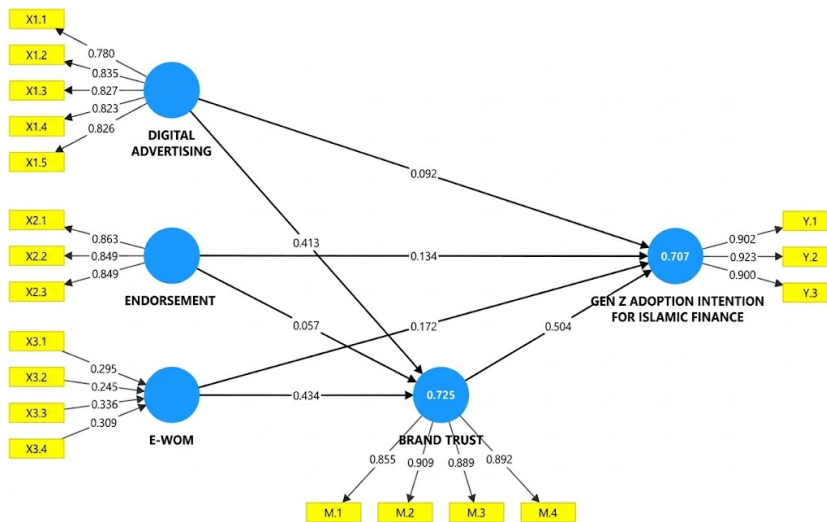 X1.1
X1.2
X1.3
X1.4
X1.5
0.780
0.835
0.827
0.823
0.826
DIGITAL
ADVERTISING
0.092
0.413
X2.1
X2.2
X2.3
0.863
0.849
0.849
ENDORSEMENT
0.134
0.057
0.707
GEN Z ADOPTION INTENTION
FOR ISLAMIC FINANCE
0.902
0.923
0.900
Y.1
Y.2
Y.3
X3.1
X3.2
X3.3
X3.4
0.295
0.245
0.336
0.309
E-WOM
0.172
0.434
0.504
0.725
BRAND TRUST
0.855
0.909
0.889
0.892
M.1
M.2
M.3
M.4